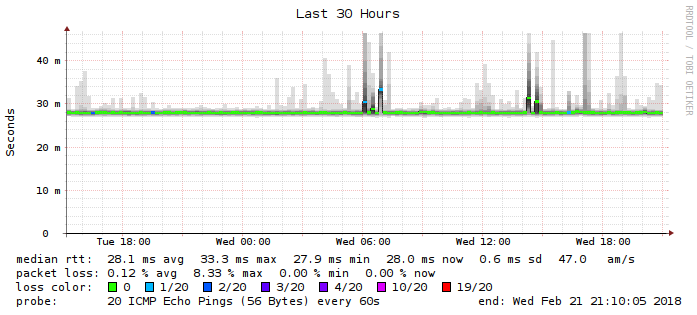 Last 30 Hours
RRDTOOL / TOBI OETIKER
Seconds
40 m
30 m
20 m
10 m
0
Tue 18:00 Wed 00:00 Wed 06:00 Wed 12:00 Wed 18:00
median rtt: 28.1 ms avg 33.3 ms max 27.9 ms min 28.0 ms now 0.6 ms sd 47.0 am/s
packet loss: 0.12 % avg 8.33 % max 0.00 % min 0.00 % now
loss color: 0 1/20 2/20 3/20 4/20 10/20 19/20
probe: 20 ICMP Echo Pings (56 Bytes) every 60s end: Wed Feb 21 21:10:05 2018